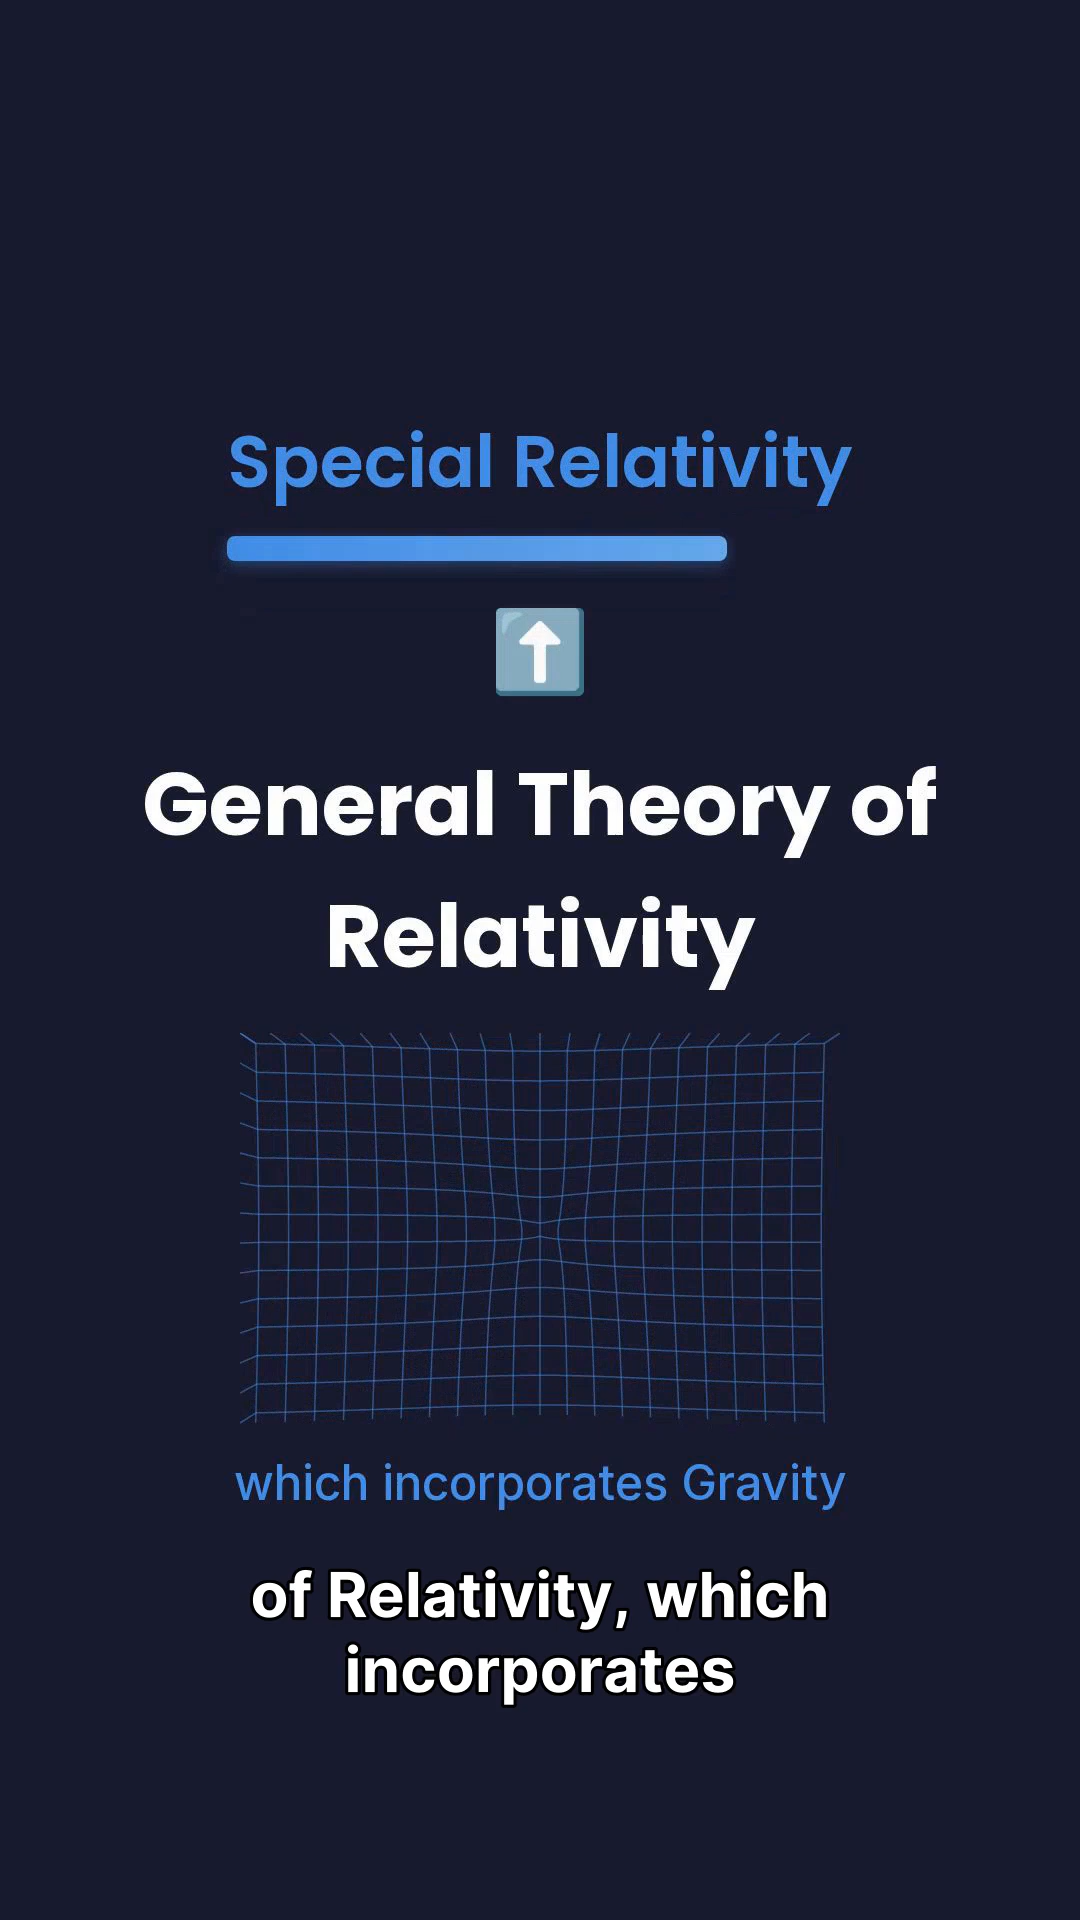 Special Relativity
General Theory of
Relativity
which incorporates Gravity
of Relativity, which
incorporates